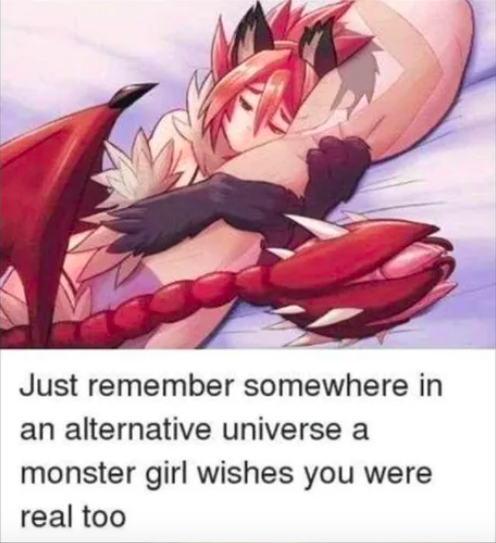 Just remember somewhere in
an alternative universe a
monster girl wishes you were
real too